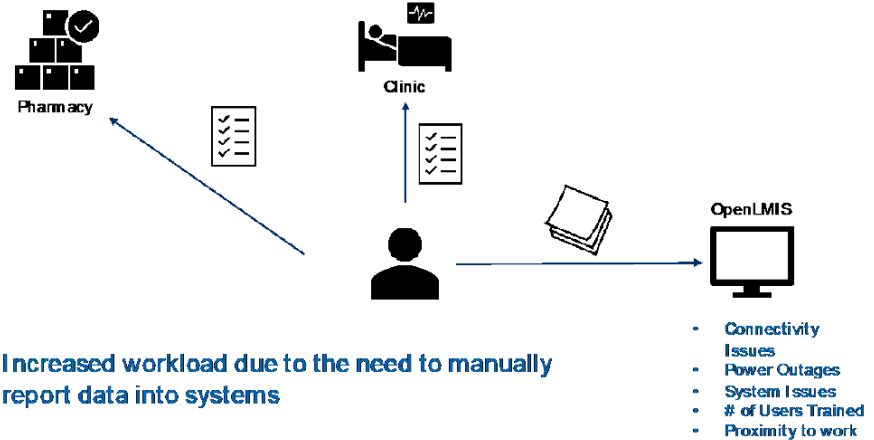 Pharmacy
Clinic
OpenLMIS
Increased workload due to the need to manually
report data into systems
• Connectivity
Issues
• Power Outages
• System Issues
• # of Users Trained
• Proximity to work